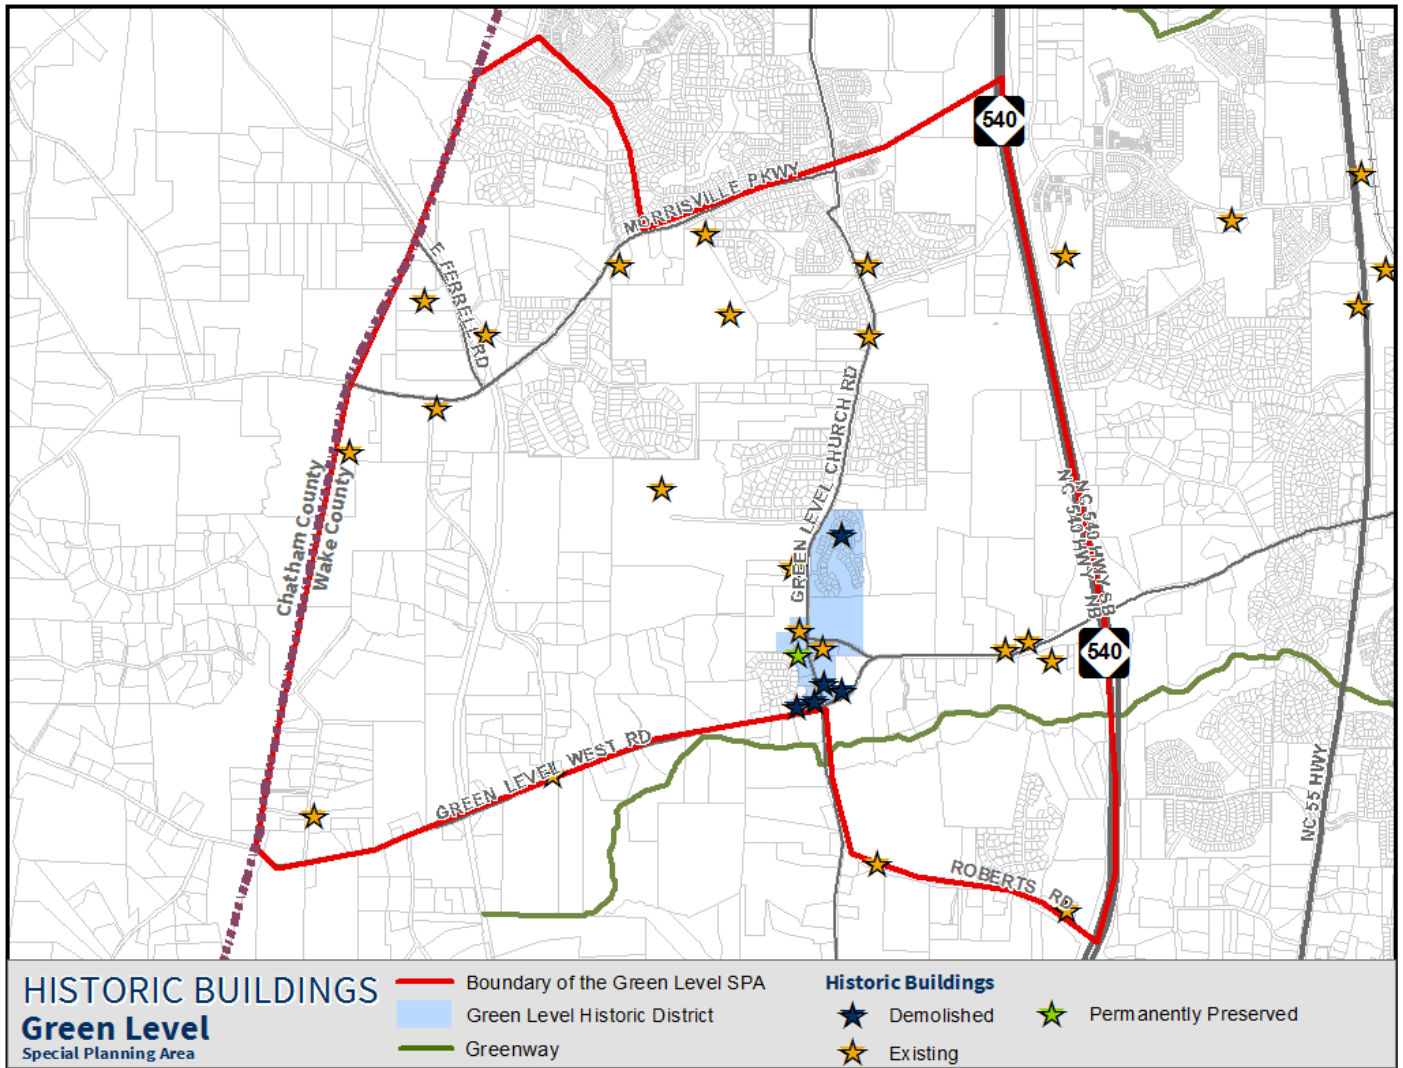 540
MORRISVILLE PKWY
E FERRELL RD
GREEN LEVEL CHURCH RD
Chatham County
Wake County
NC 540 HWY SB
NC 540 HWY NB
540
GREEN LEVEL WEST RD
NC 55 HWY
ROBERTS RD
HISTORIC BUILDINGS
Green Level
Special Planning Area
Boundary of the Green Level SPA
Green Level Historic District
Greenway
Historic Buildings
Demolished
Permanently Preserved
Existing